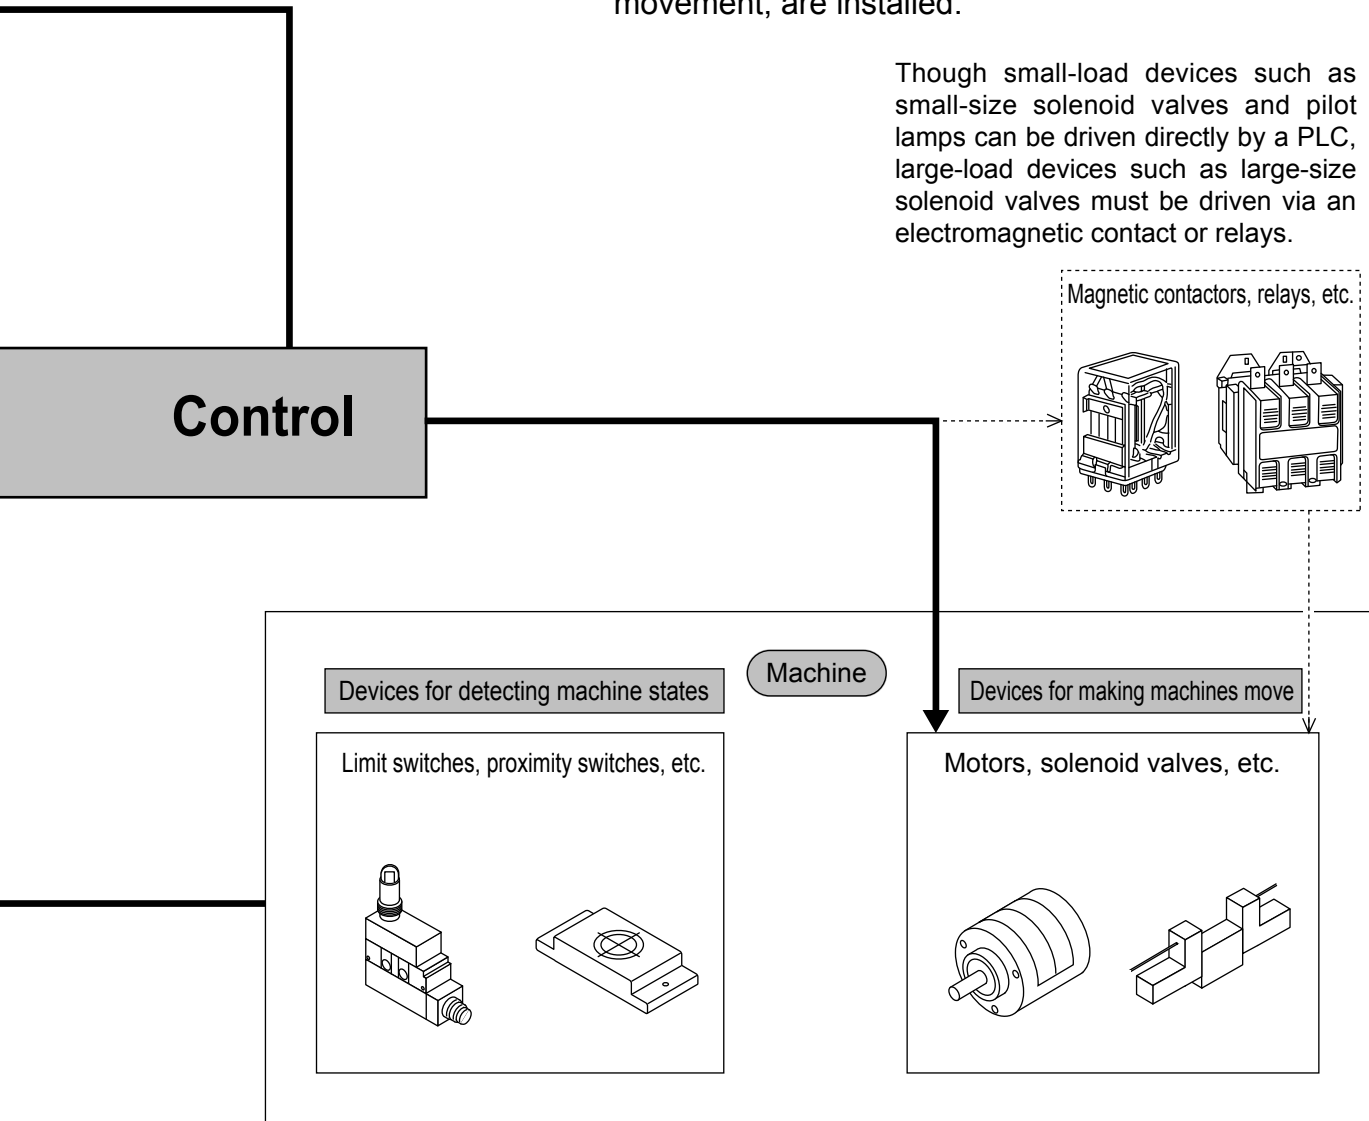 movement, are installed.
Though small-load devices such as
small-size solenoid valves and pilot
lamps can be driven directly by a PLC,
large-load devices such as large-size
solenoid valves must be driven via an
electromagnetic contact or relays.
Magnetic contactors, relays, etc.
Control
Machine
Devices for detecting machine states
Devices for making machines move
Limit switches, proximity switches, etc.
Motors, solenoid valves, etc.